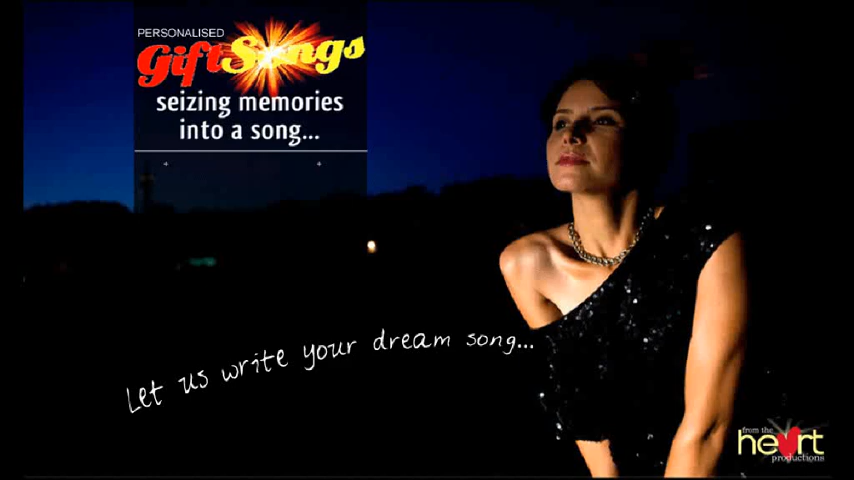 PERSONALISED
GiftSongs
seizing memories
into a song...
Let us write your dream song...
from the
heart
productions